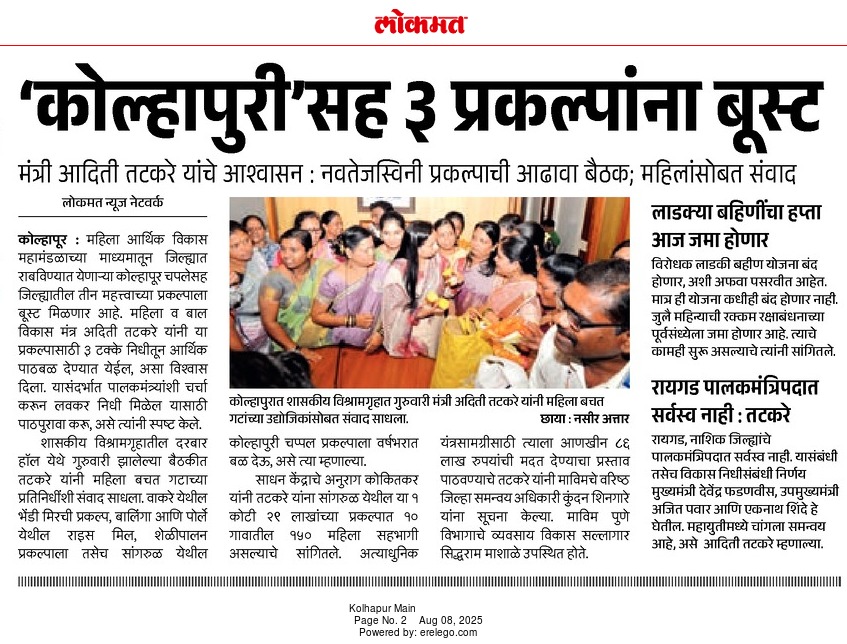 लोकमत
‘कोल्हापुरी’सह ३ प्रकल्पांना बूस्ट
मंत्री आदिती तटकरे यांचे आश्वासन : नवतेजस्विनी प्रकल्पाची आढावा बैठक; महिलांसोबत संवाद
लोकमत न्यूज नेटवर्क
कोल्हापूर : महिला आर्थिक विकास
महामंडळाच्या माध्यमातून जिल्ह्यात
राबविण्यात येणाऱ्या कोल्हापूर चपलेसह
जिल्ह्यातील तीन महत्त्वाच्या प्रकल्पाला
बूस्ट मिळणार आहे. महिला व बाल
विकास मंत्र अदिती तटकरे यांनी या
प्रकल्पासाठी ३ टक्के निधीतून आर्थिक
पाठबळ देण्यात येईल, असा विश्वास
दिला. यासंदर्भात पालकमंत्र्यांशी चर्चा
करून लवकर निधी मिळेल यासाठी
पाठपुरावा करू, असे त्यांनी स्पष्ट केले.
शासकीय विश्रामगृहातील दरबार
हॉल येथे गुरुवारी झालेल्या बैठकीत
तटकरे यांनी महिला बचत गटाच्या
प्रतिनिधींशी संवाद साधला. वाकरे येथील
भेंडी मिरची प्रकल्प, बालिंगा आणि पोर्ले
येथील राइस मिल, शेळीपालन
प्रकल्पाला तसेच सांगरुळ येथील
कोल्हापुरात शासकीय विश्रामगृहात गुरुवारी मंत्री अदिती तटकरे यांनी महिला बचत
गटांच्या उद्योजिकांसोबत संवाद साधला. छाया : नसीर अत्तार
कोल्हापुरी चप्पल प्रकल्पाला वर्षभरात
बळ देऊ, असे त्या म्हणाल्या.
साधन केंद्राचे अनुराग कोकितकर
यांनी तटकरे यांना सांगरुळ येथील या १
कोटी २९ लाखांच्या प्रकल्पात १०
गावातील १५० महिला सहभागी
असल्याचे सांगितले. अत्याधुनिक
यंत्रसामग्रीसाठी त्याला आणखीन ८६
लाख रुपयांची मदत देण्याचा प्रस्ताव
पाठवण्याचे तटकरे यांनी माविमचे वरिष्ठ
जिल्हा समन्वय अधिकारी कुंदन शिनगारे
यांना सूचना केल्या. माविम पुणे
विभागाचे व्यवसाय विकास सल्लागार
सिद्धराम माशाळे उपस्थित होते.
लाडक्या बहिणींचा हप्ता
आज जमा होणार
विरोधक लाडकी बहीण योजना बंद
होणार, अशी अफवा पसरवीत आहेत.
मात्र ही योजना कधीही बंद होणार नाही.
जुलै महिन्याची रक्कम रक्षाबंधनाच्या
पूर्वसंध्येला जमा होणार आहे. त्याचे
कामही सुरू असल्याचे त्यांनी सांगितले.
रायगड पालकमंत्रिपदात
सर्वस्व नाही : तटकरे
रायगड, नाशिक जिल्ह्यांचे
पालकमंत्रिपदात सर्वस्व नाही. यासंबंधी
तसेच विकास निधीसंबंधी निर्णय
मुख्यमंत्री देवेंद्र फडणवीस, उपमुख्यमंत्री
अजित पवार आणि एकनाथ शिंदे हे
घेतील. महायुतीमध्ये चांगला समन्वय
आहे, असे आदिती तटकरे म्हणाल्या.
Kolhapur Main
Page No. 2 Aug 08, 2025
Powered by: erelego.com